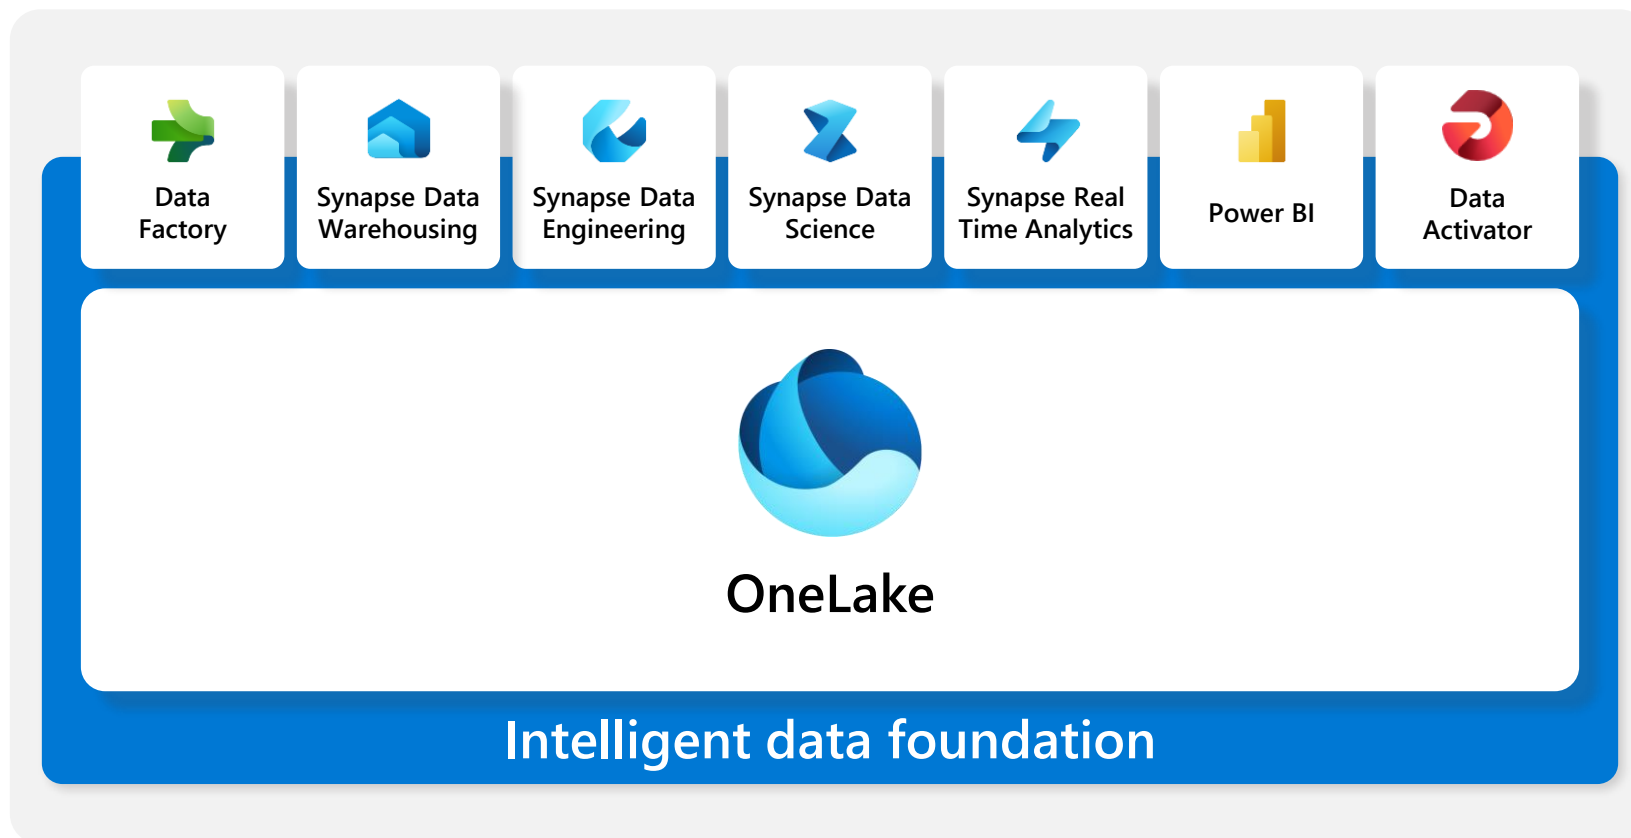 Data
Factory
Synapse Data
Warehousing
Synapse Data
Engineering
Synapse Data
Science
Synapse Real
Time Analytics
Power BI
Data
Activator
OneLake
Intelligent data foundation